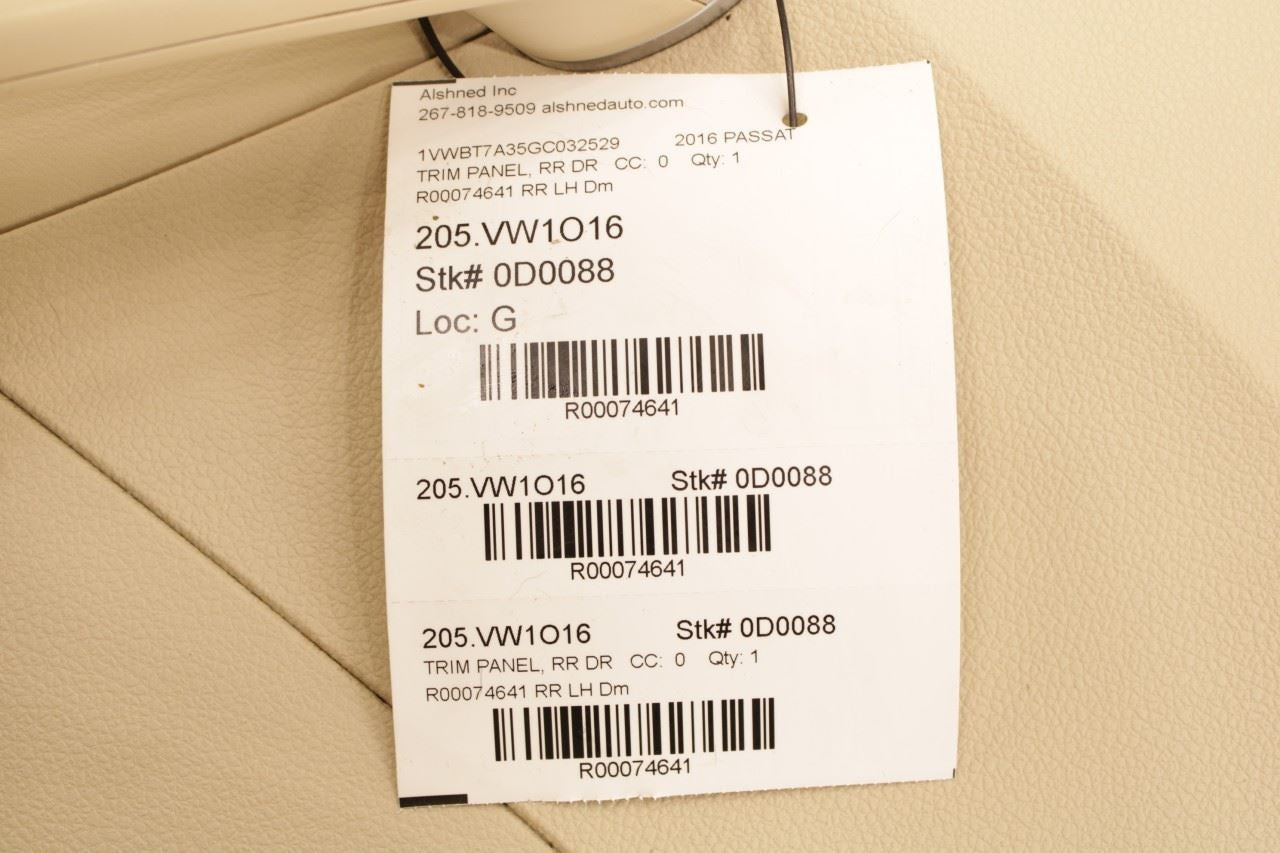 Alshned Inc
267-818-9509 alshnedauto.com
1VWBT7A35GC032529 2016 PASSAT
TRIM PANEL, RR DR CC: 0 Qty: 1
R00074641 RR LH Dm
205.VW1O16
Stk# 0D0088
Loc: G
R00074641
205.VW1O16 Stk# 0D0088
R00074641
205.VW1O16 Stk# 0D0088
TRIM PANEL, RR DR CC: 0 Qty: 1
R00074641 RR LH Dm
R00074641